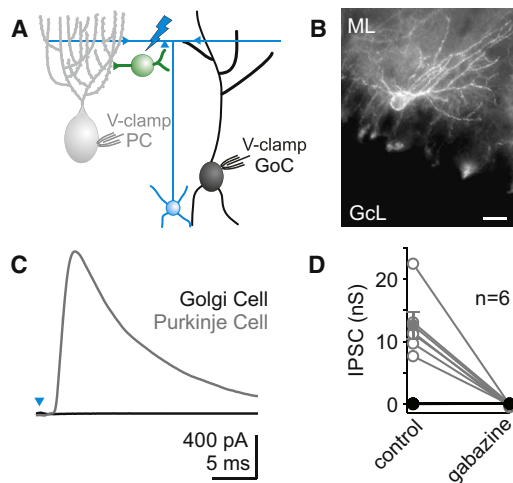 A
V-clamp
PC
V-clamp
GoC
B
ML
GcL
C
Golgi Cell
Purkinje Cell
400 pA
5 ms
D
IPSC (nS)
20
10
0
n=6
control
gabazine